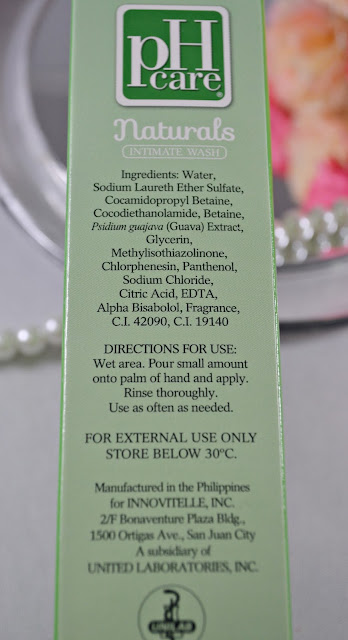 pH
care®
Naturals
INTIMATE WASH
Ingredients: Water,
Sodium Laureth Ether Sulfate,
Cocamidopropyl Betaine,
Cocodiethanolamide, Betaine,
Psidium guajava (Guava) Extract,
Glycerin,
Methylisothiazolinone,
Chlorphenesin, Panthenol,
Sodium Chloride,
Citric Acid, EDTA,
Alpha Bisabolol, Fragrance,
C.I. 42090, C.I. 19140
DIRECTIONS FOR USE:
Wet area. Pour small amount
onto palm of hand and apply.
Rinse thoroughly.
Use as often as needed.
FOR EXTERNAL USE ONLY
STORE BELOW 30ºC.
Manufactured in the Philippines
for INNOVITELLE, INC.
2/F Bonaventure Plaza Bldg.,
1500 Ortigas Ave., San Juan City
A subsidiary of
UNITED LABORATORIES, INC.
UNILAB